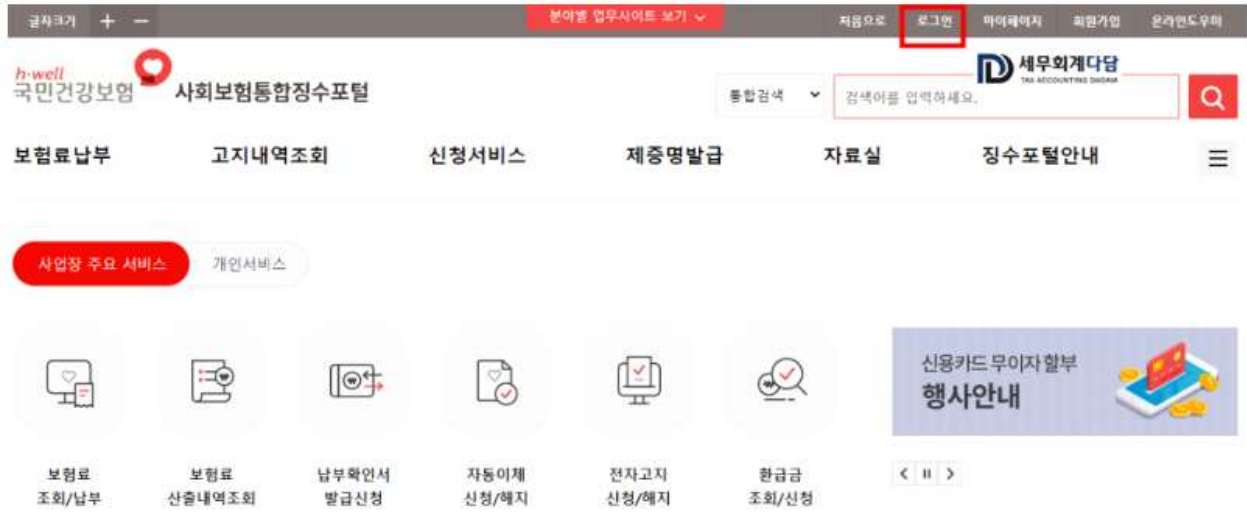 글자크기 + −
분야별 업무사이트 보기
처음으로 로그인 마이페이지 회원가입 온라인도우미
h·well
국민건강보험
사회보험통합징수포털
세무회계다담
TAX ACCOUNTING DADAM
통합검색
검색어를 입력하세요.
보험료납부 고지내역조회 신청서비스 제증명발급 자료실 징수포털안내
사업장 주요 서비스 개인서비스
신용카드 무이자 할부
행사안내
보험료
조회/납부
보험료
산출내역조회
납부확인서
발급신청
자동이체
신청/해지
전자고지
신청/해지
환급금
조회/신청